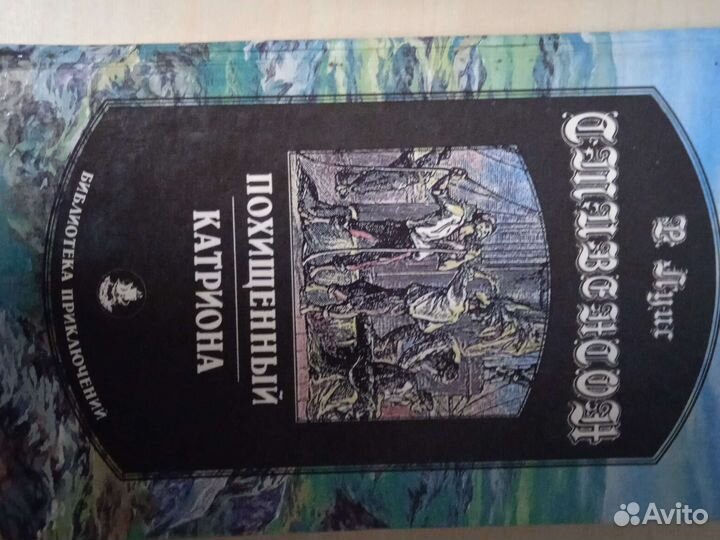 Р. Луис
СТИВЕНСОН
ПОХИЩЕННЫЙ
КАТРИОНА
БИБЛИОТЕКА ПРИКЛЮЧЕНИЙ
Avito